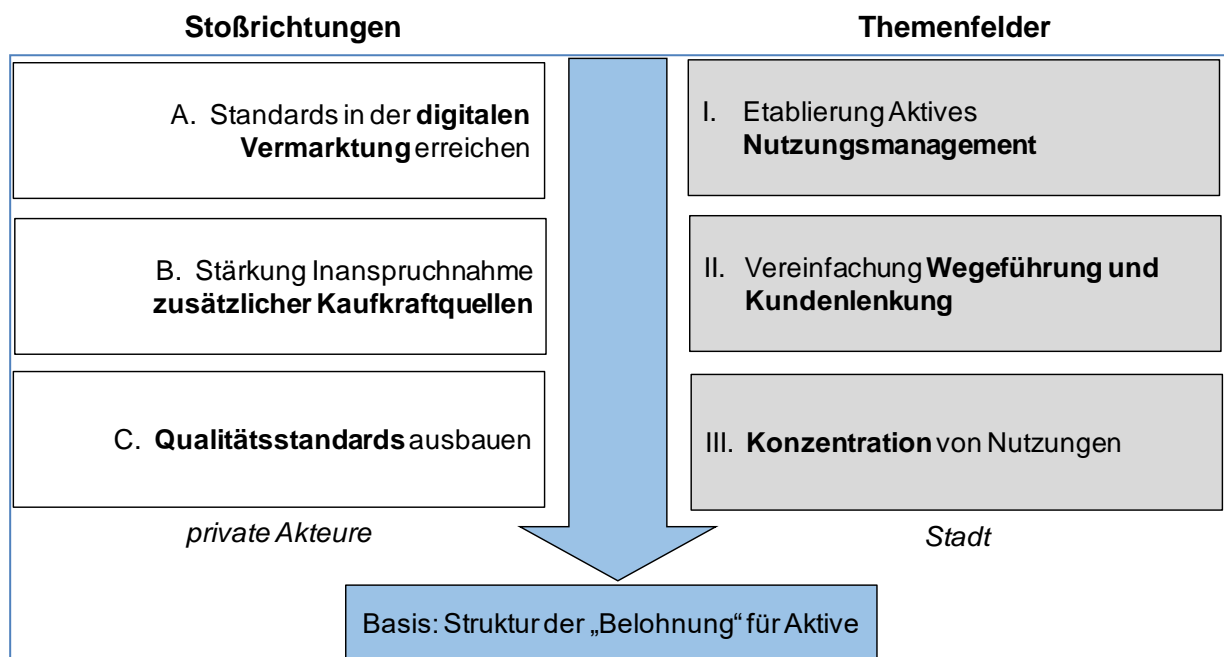 Stoßrichtungen
Themenfelder
A. Standards in der digitalen
Vermarktung erreichen
I. Etablierung Aktives
Nutzungsmanagement
B. Stärkung Inanspruchnahme
zusätzlicher Kaufkraftquellen
II. Vereinfachung Wegeführung und
Kundenlenkung
C. Qualitätsstandards ausbauen
III. Konzentration von Nutzungen
private Akteure
Stadt
Basis: Struktur der „Belohnung“ für Aktive